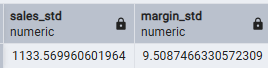 sales_std margin_std
numeric numeric
1133.569960601964 9.5087466330572309